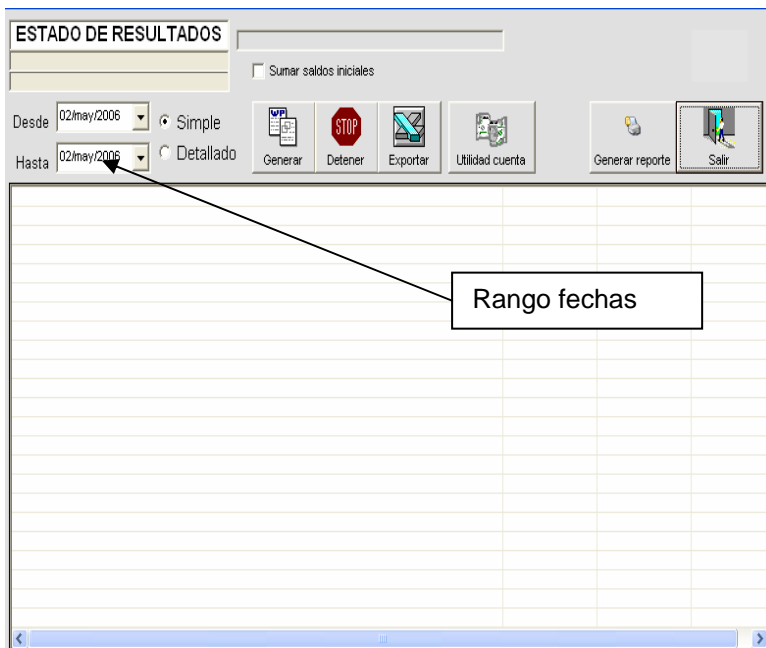 ESTADO DE RESULTADOS
Sumar saldos iniciales
Desde 02/may/2006
Simple
Hasta 02/may/2006
Detallado
WP
STOP
Generar
Detener
Exportar
Utilidad cuenta
Generar reporte
Salir
Rango fechas